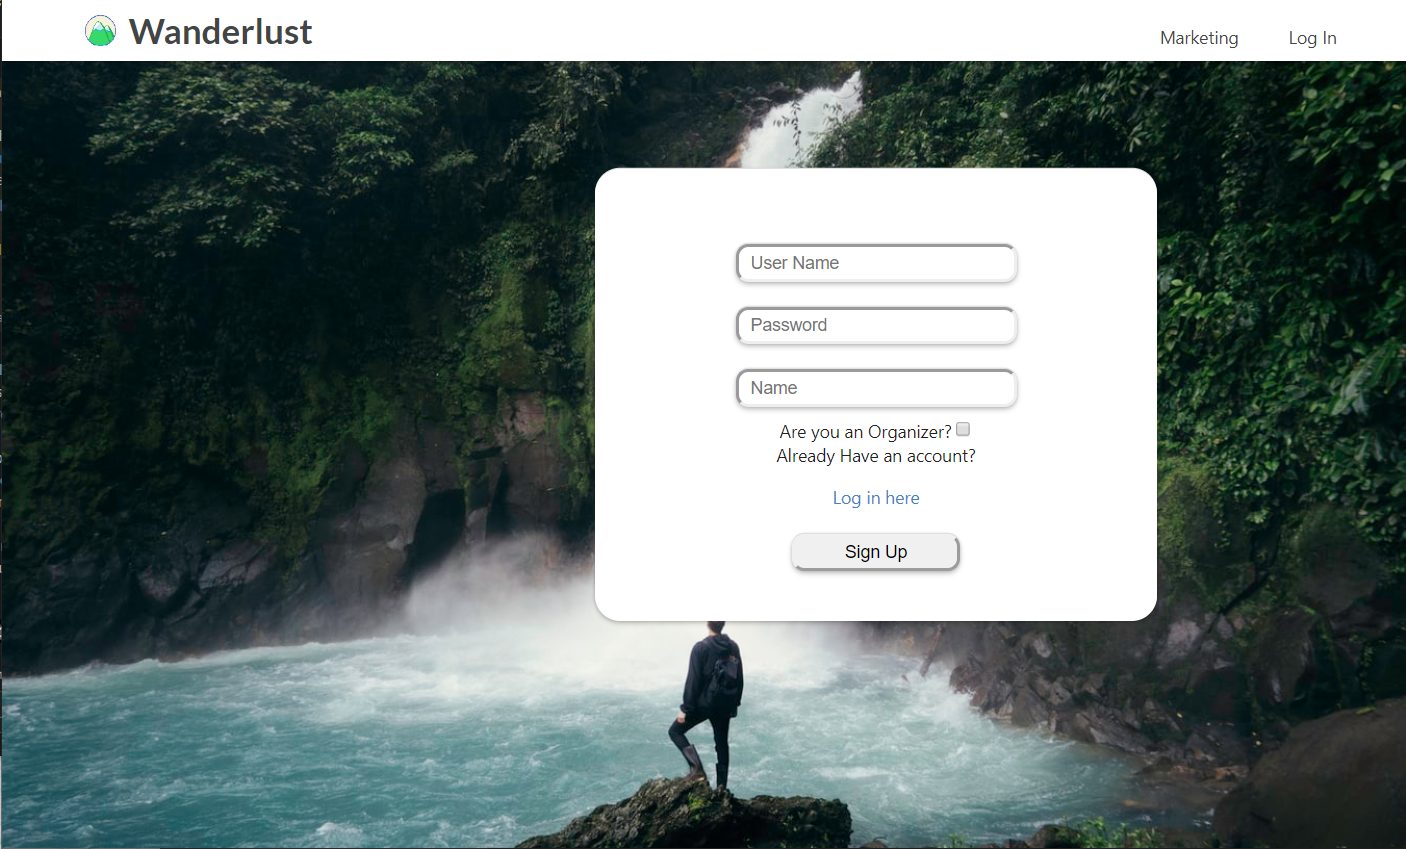 Wanderlust
Marketing
Log In
User Name
Password
Name
Are you an Organizer?
Already Have an account?
Log in here
Sign Up